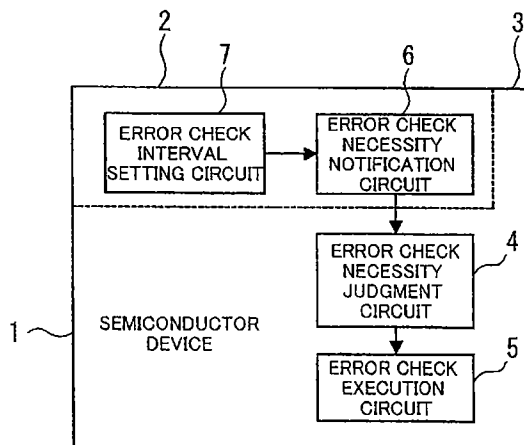 2
3
7
6
ERROR CHECK
INTERVAL
SETTING CIRCUIT
ERROR CHECK
NECESSITY
NOTIFICATION
CIRCUIT
4
ERROR CHECK
NECESSITY
JUDGMENT
CIRCUIT
1
SEMICONDUCTOR
DEVICE
5
ERROR CHECK
EXECUTION
CIRCUIT